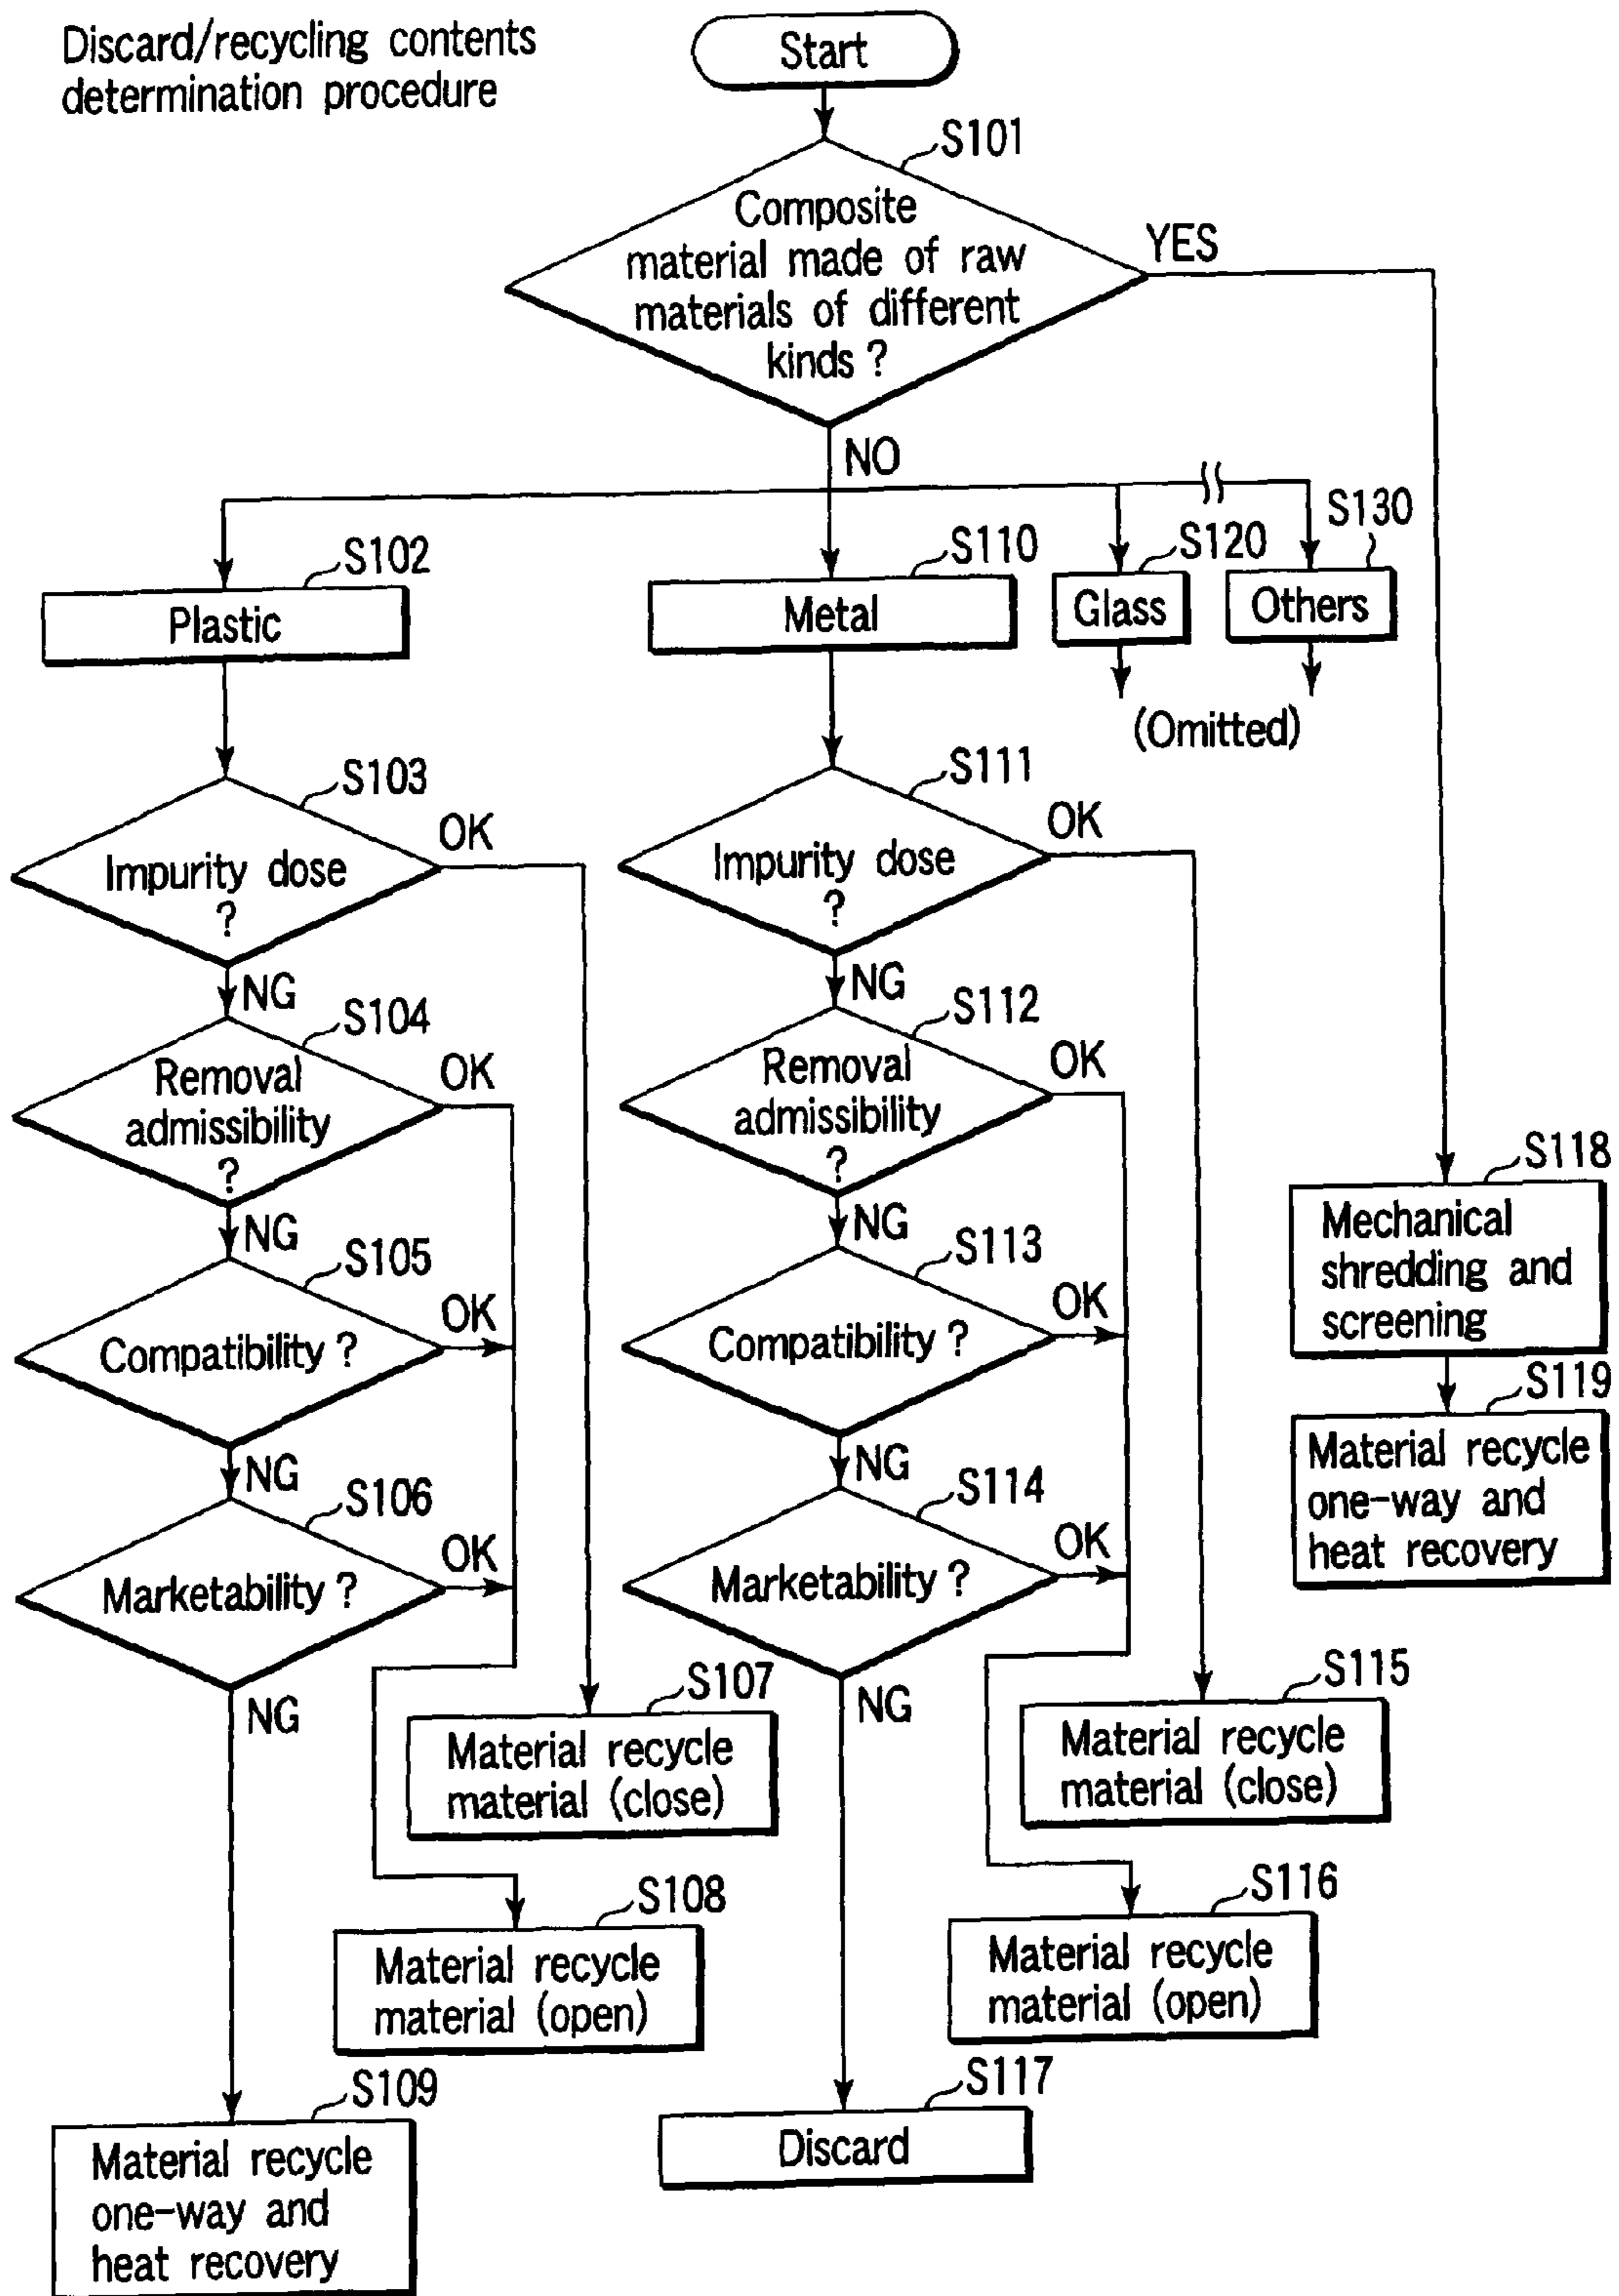 Discard/recycling contents
determination procedure
Start
S101
Composite
material made of raw
materials of different
kinds ?
YES
NO
S102
Plastic
S110
Metal
S120
Glass
S130
Others
(Omitted)
S103
Impurity dose
?
OK
NG
S104
Removal
admissibility
?
OK
NG
S105
Compatibility ?
OK
NG
S106
Marketability ?
OK
NG
S107
Material recycle
material (close)
S108
Material recycle
material (open)
S109
Material recycle
one-way and
heat recovery
S111
Impurity dose
?
OK
NG
S112
Removal
admissibility
?
OK
NG
S113
Compatibility ?
OK
NG
S114
Marketability ?
OK
NG
S115
Material recycle
material (close)
S116
Material recycle
material (open)
S117
Discard
S118
Mechanical
shredding and
screening
S119
Material recycle
one-way and
heat recovery